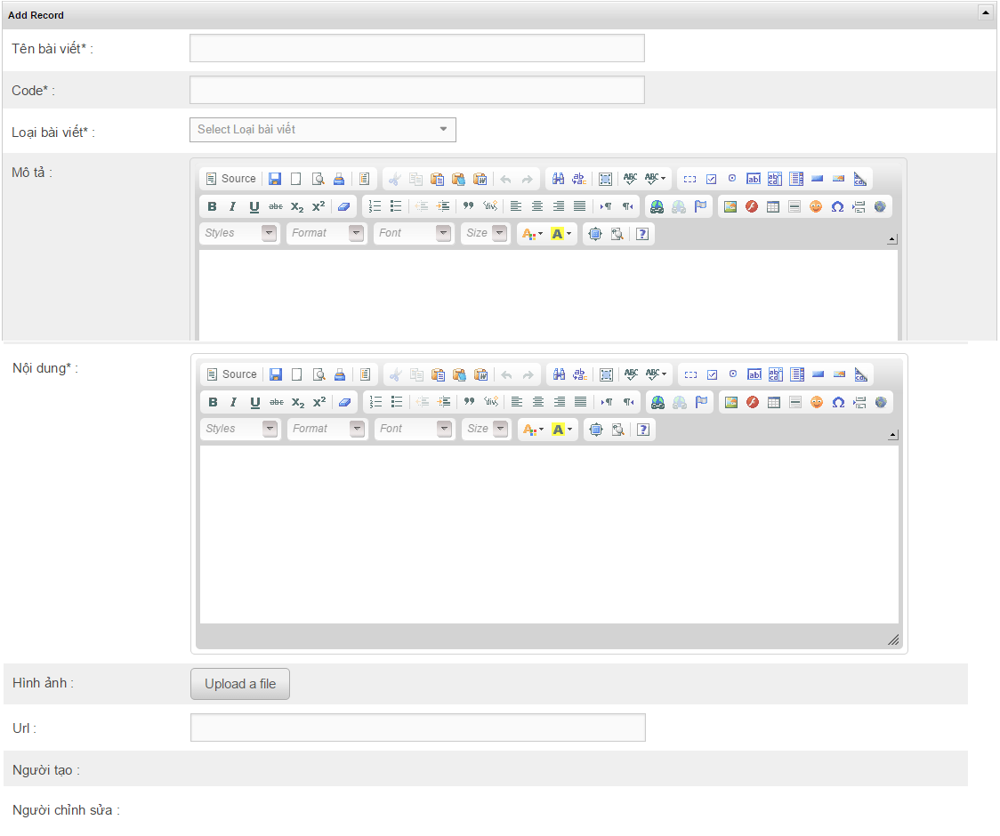 Add Record
Tên bài viết* :
Code* :
Loại bài viết* :
Select Loại bài viết
Mô tả :
Source
Styles Format Font Size
Nội dung* :
Source
Styles Format Font Size
Hình ảnh :
Upload a file
Url :
Người tạo :
Người chỉnh sửa :